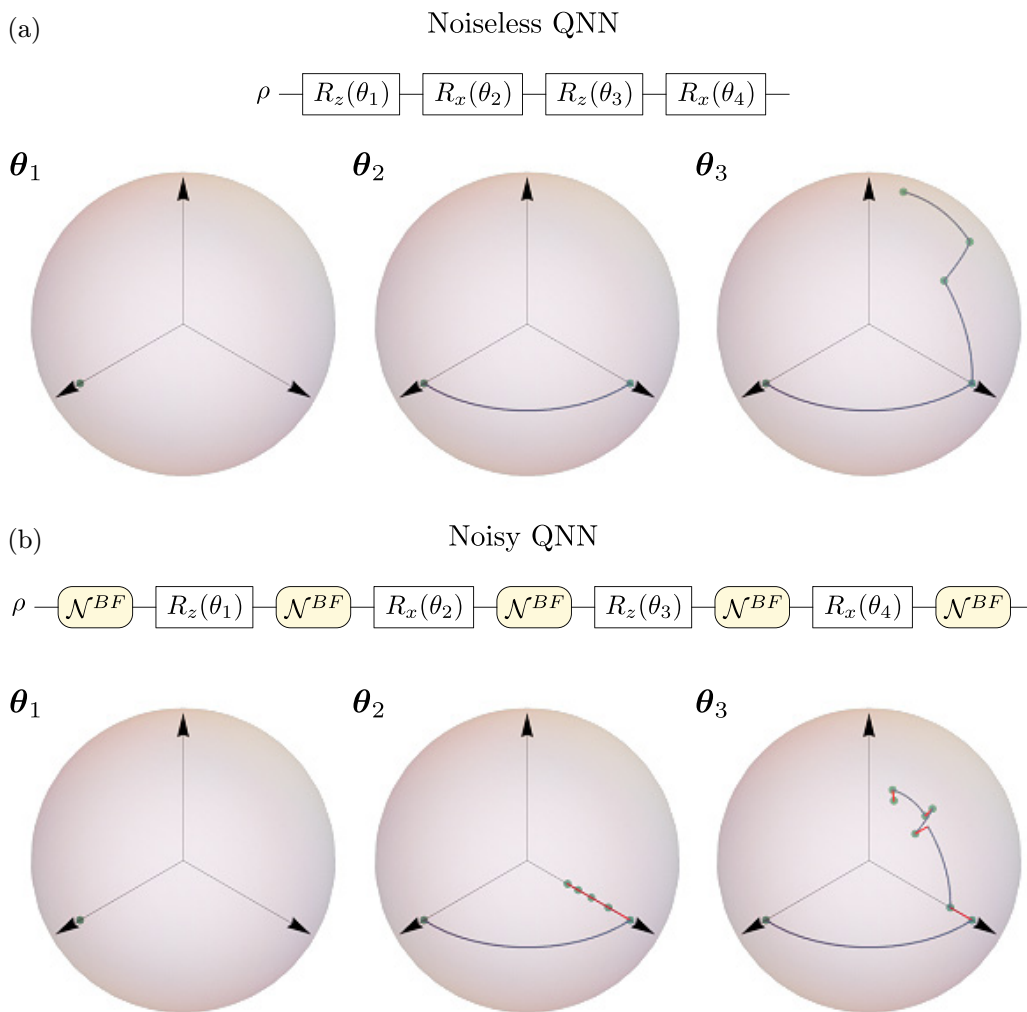 (a)
Noiseless QNN
ρ R_z(θ_1) R_x(θ_2) R_z(θ_3) R_x(θ_4)
θ_1 θ_2 θ_3
(b)
Noisy QNN
ρ 𝒩^{BF} R_z(θ_1) 𝒩^{BF} R_x(θ_2) 𝒩^{BF} R_z(θ_3) 𝒩^{BF} R_x(θ_4) 𝒩^{BF}
θ_1 θ_2 θ_3